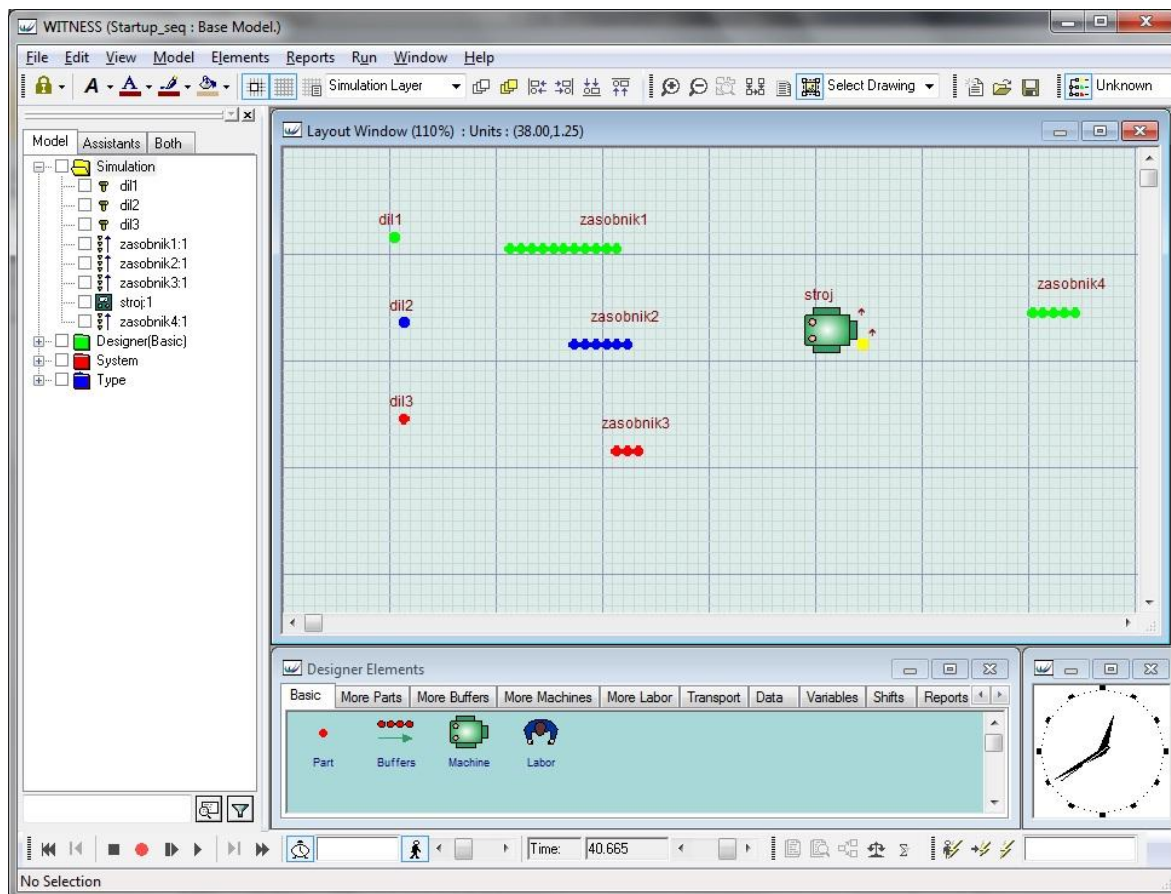 WITNESS (Startup_seq : Base Model.)
File Edit View Model Elements Reports Run Window Help
A A Simulation Layer Select Drawing Unknown
Model Assistants Both
Simulation
dil1
dil2
dil3
zasobnik1:1
zasobnik2:1
zasobnik3:1
stroj:1
zasobnik4:1
Designer(Basic)
System
Type
Layout Window (110%) : Units : (38.00,1.25)
dil1 zasobnik1
zasobnik4
stroj
dil2 zasobnik2
dil3
zasobnik3
Designer Elements
Basic More Parts More Buffers More Machines More Labor Transport Data Variables Shifts Reports
Part Buffers Machine Labor
Time: 40.665
No Selection